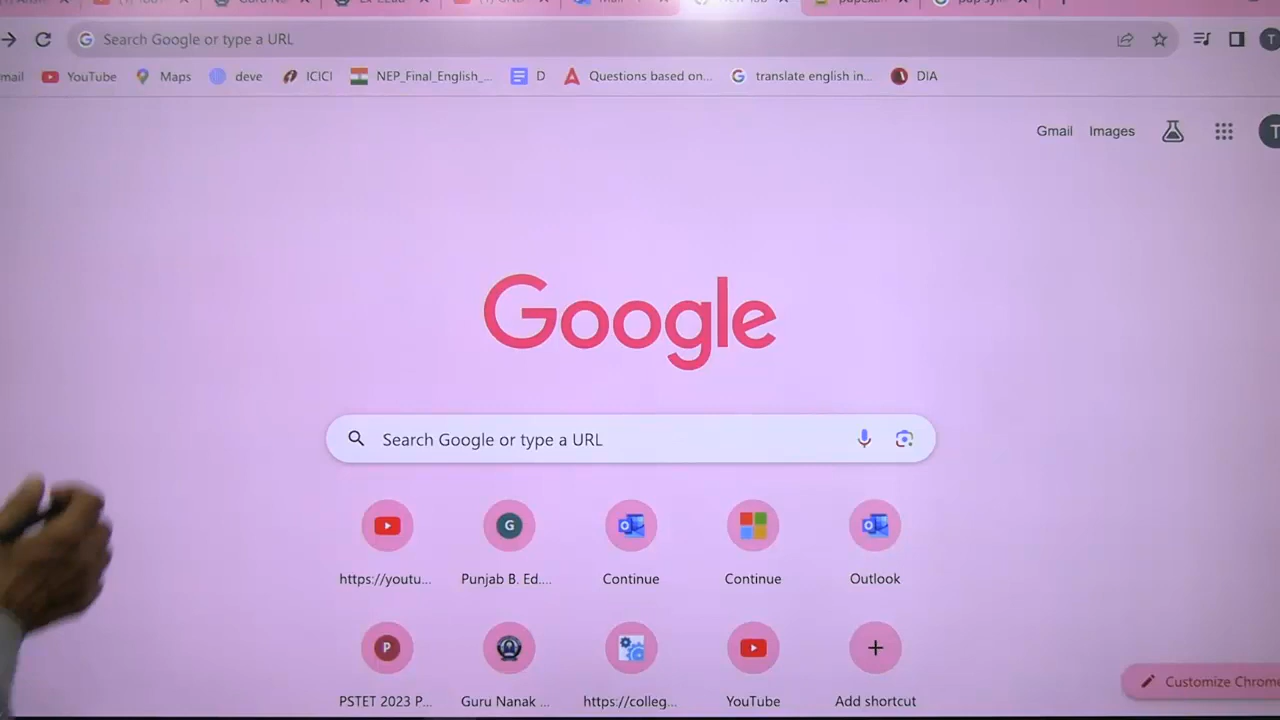 Search Google or type a URL
mail YouTube Maps deve ICICI NEP_Final_English_... D Questions based on... translate english in... DIA
Gmail Images T
Google
Search Google or type a URL
https://youtu... Punjab B. Ed.... Continue Continue Outlook
PSTET 2023 P... Guru Nanak ... https://colleg... YouTube Add shortcut
Customize Chrome